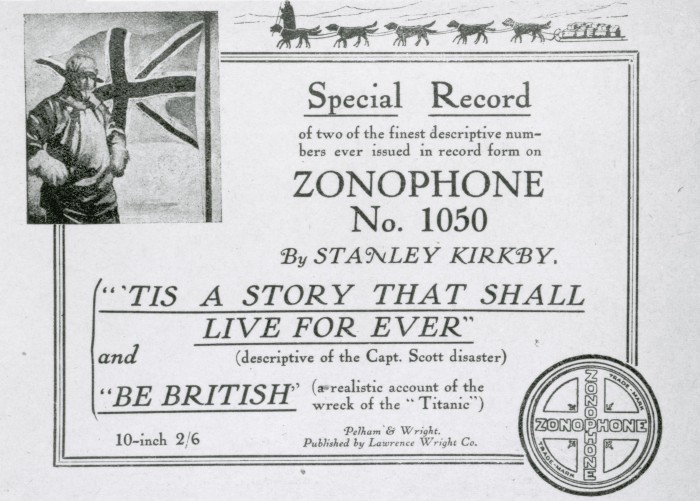 Special Record
of two of the finest descriptive num-
bers ever issued in record form on
ZONOPHONE
No. 1050
By STANLEY KIRKBY.
"'TIS A STORY THAT SHALL
LIVE FOR EVER"
and
(descriptive of the Capt. Scott disaster)
"BE BRITISH"
(a realistic account of the
wreck of the "Titanic")
10-inch 2/6
Pelham & Wright.
Published by Lawrence Wright Co.
TRADE-MARK
ZONOPHONE
ZONOPHONE
TRADE-MARK